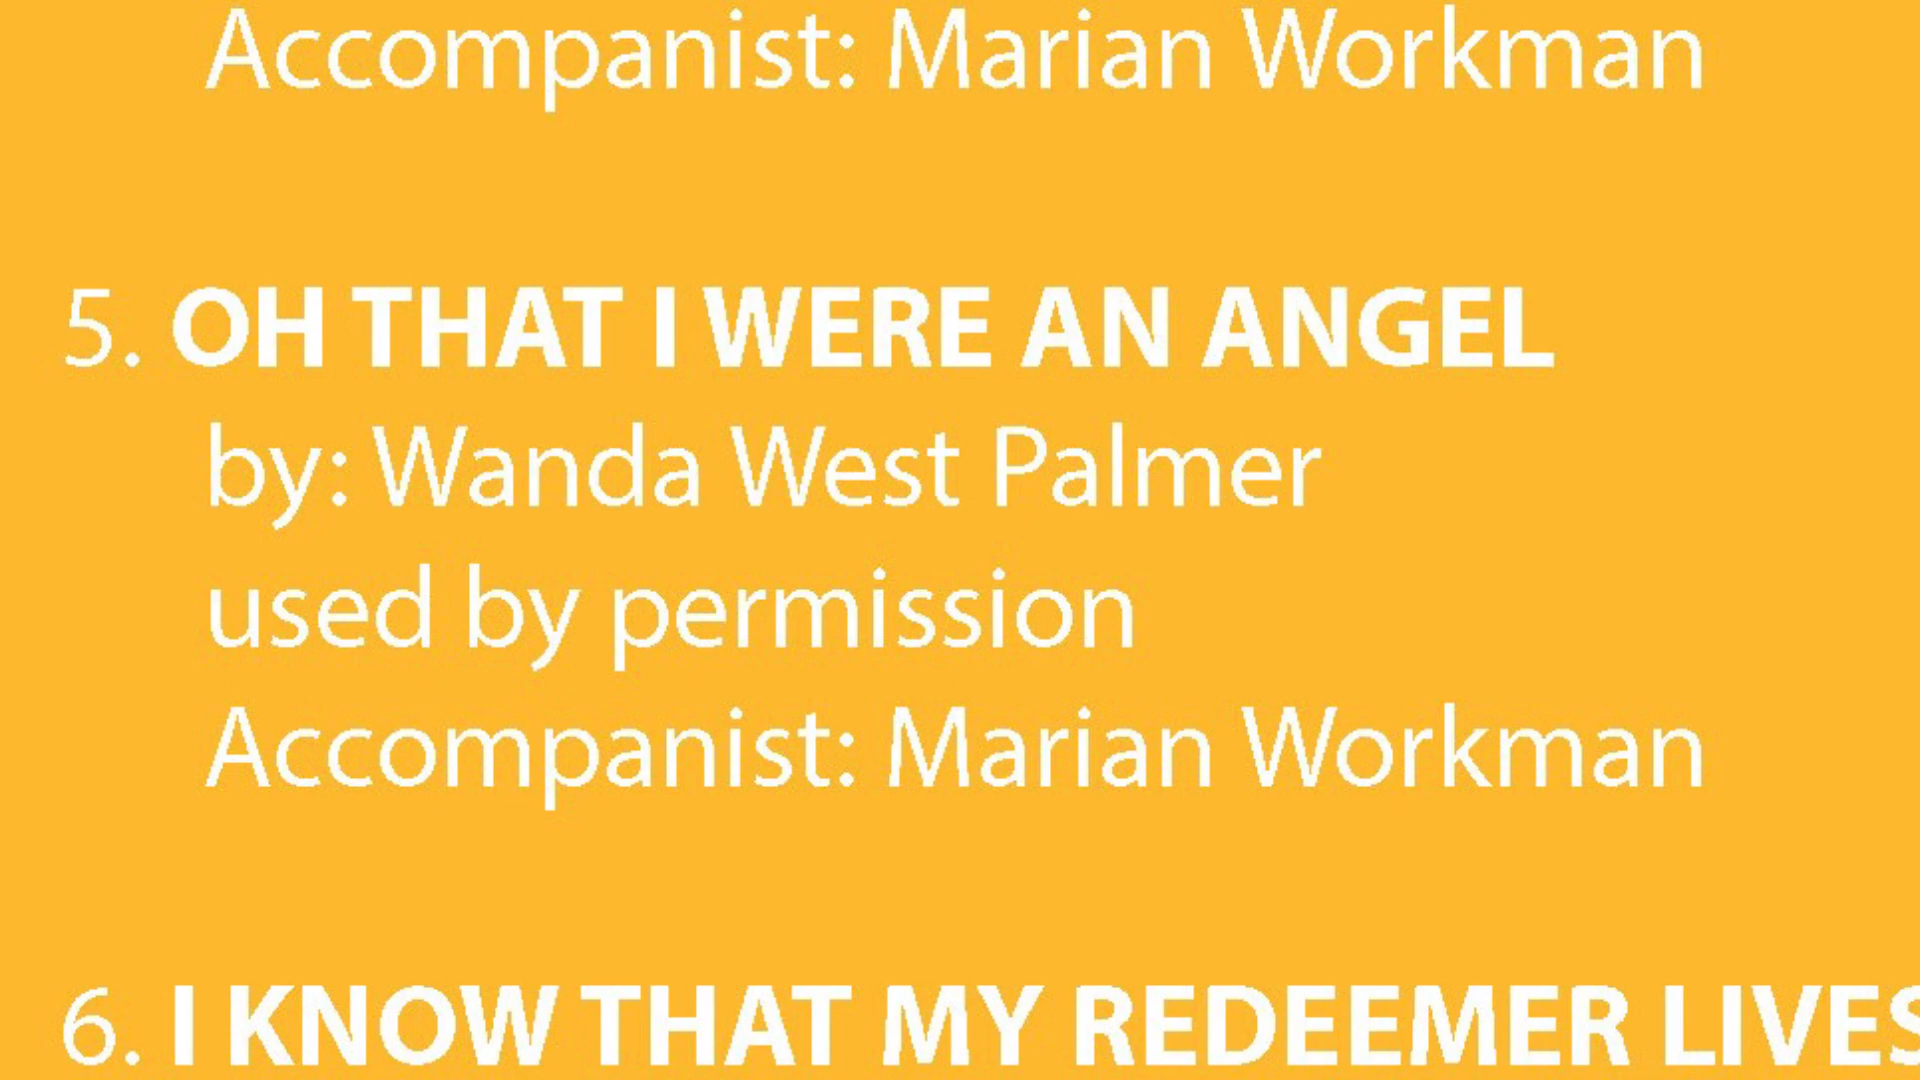 Accompanist: Marian Workman
5. OH THAT I WERE AN ANGEL
by: Wanda West Palmer
used by permission
Accompanist: Marian Workman
6. I KNOW THAT MY REDEEMER LIVES